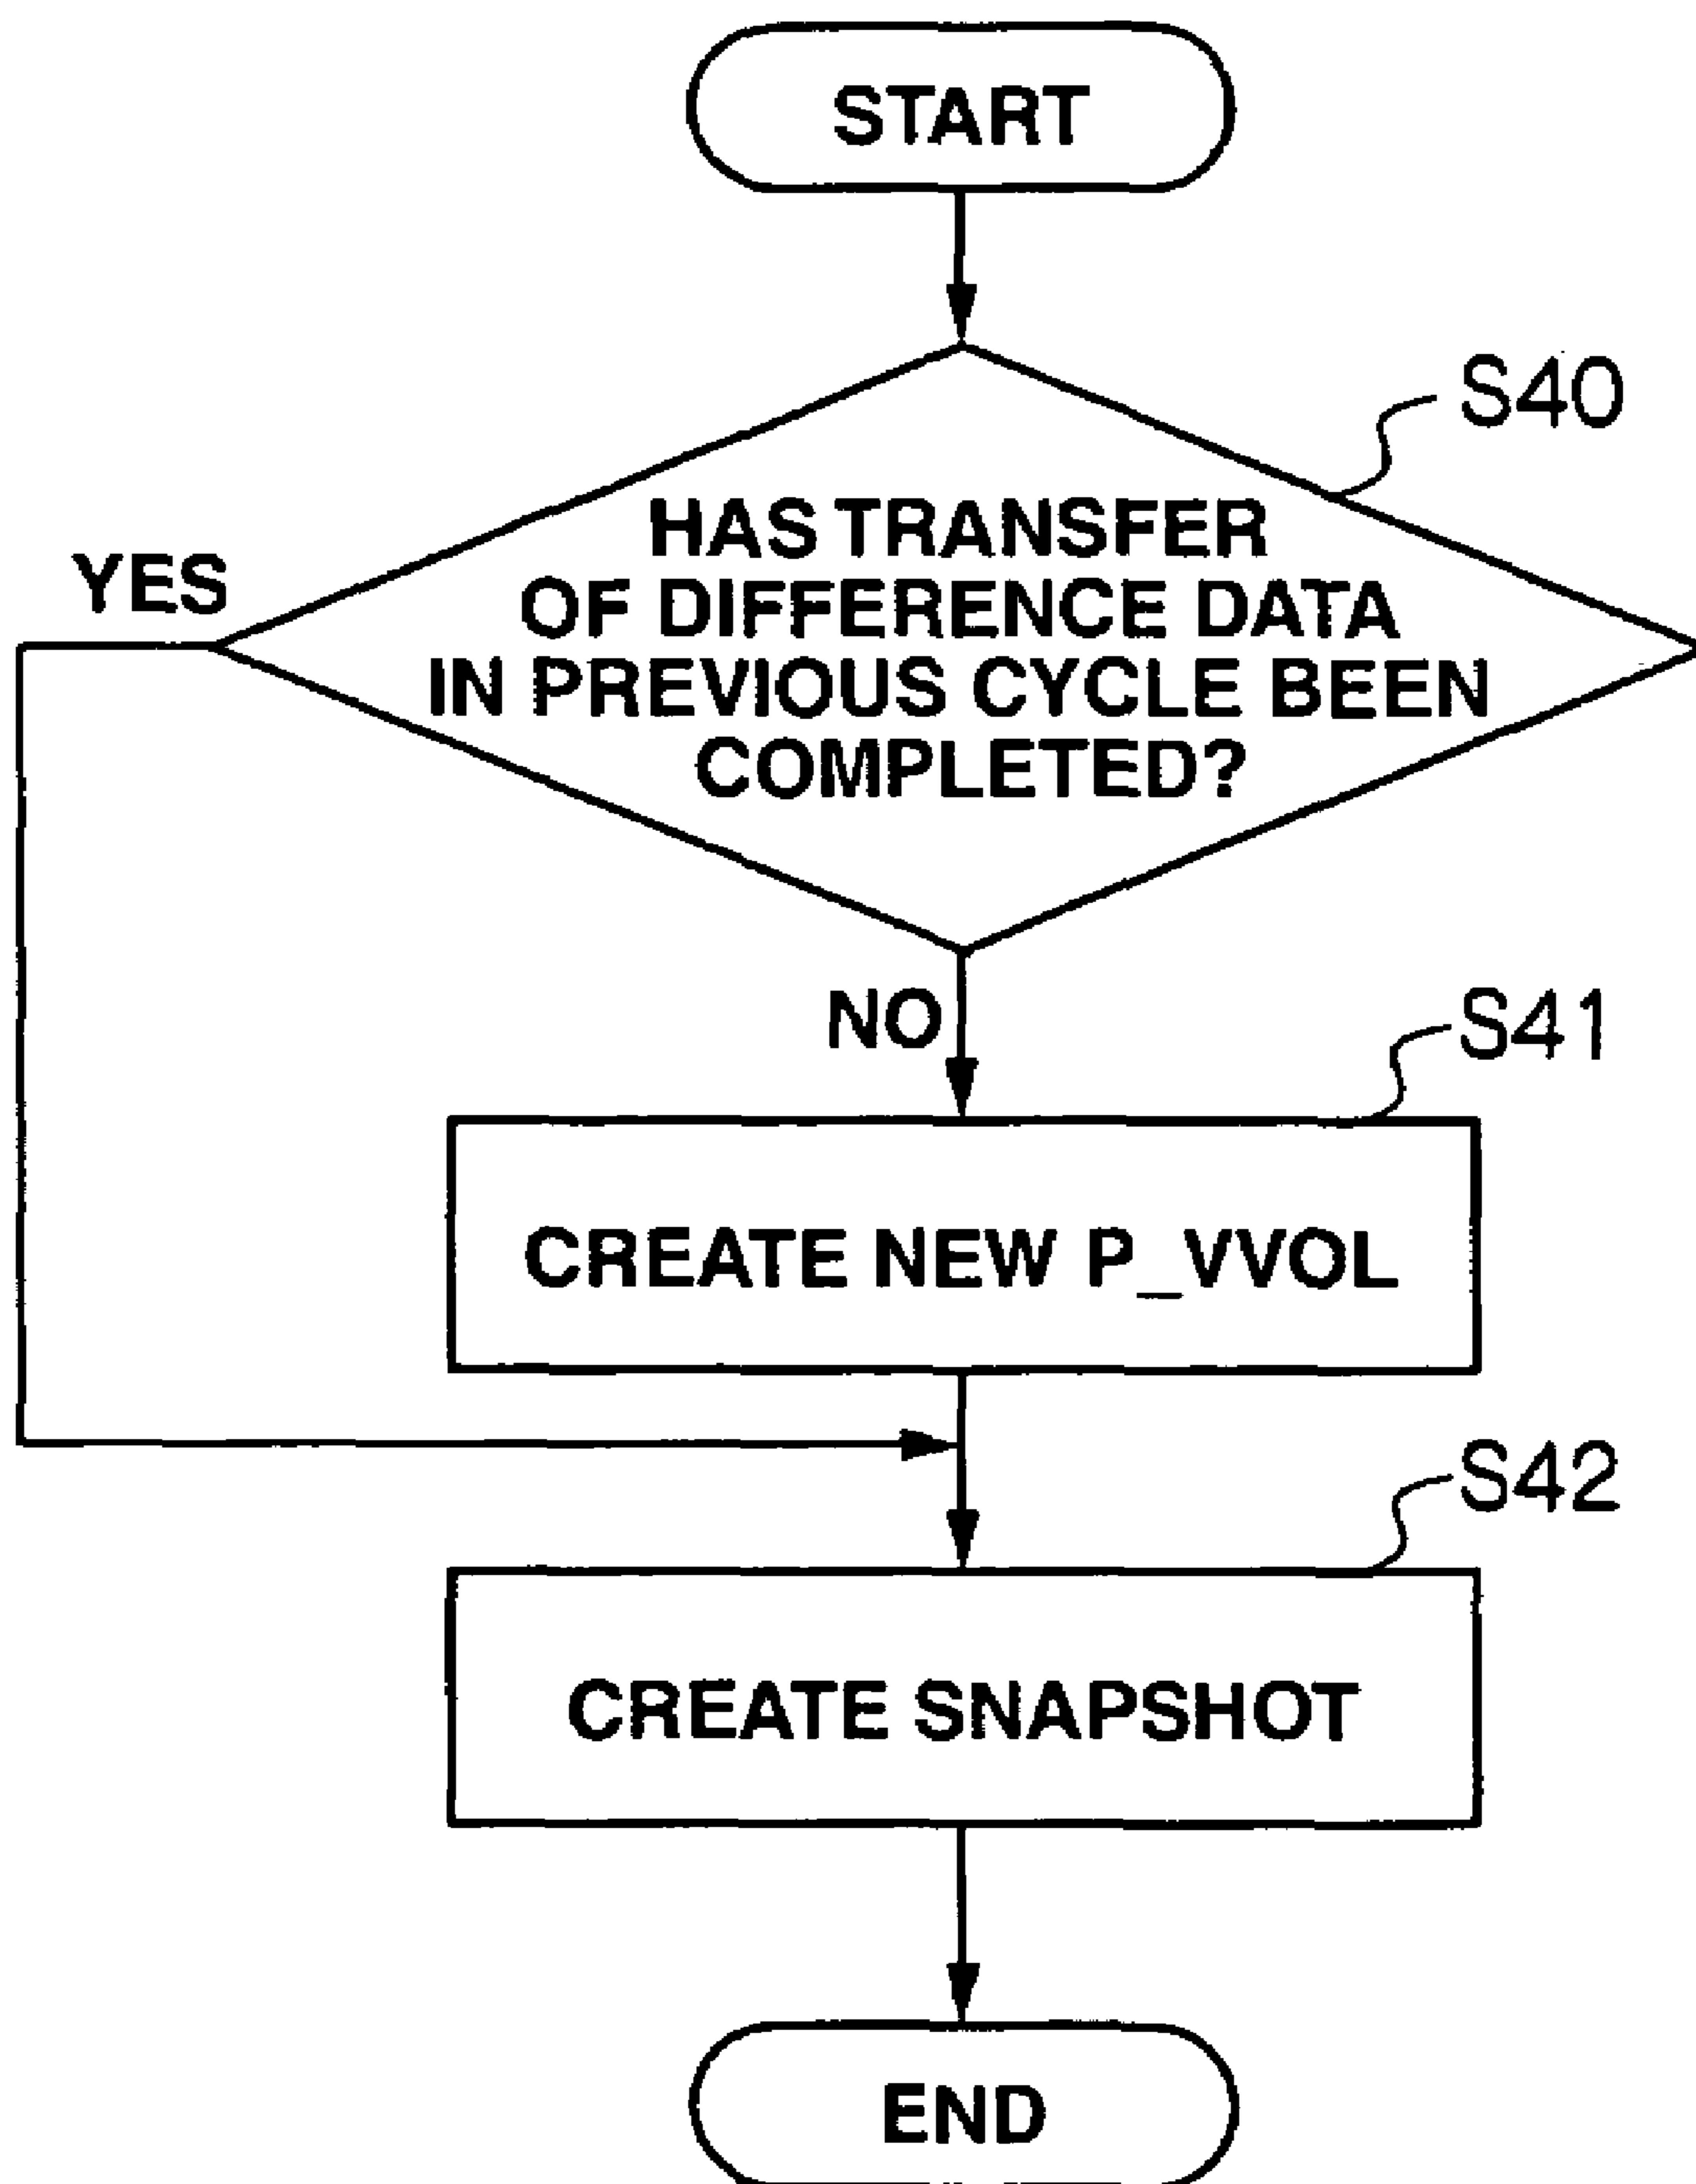 START
S40
HAS TRANSFER
OF DIFFERENCE DATA
IN PREVIOUS CYCLE BEEN
COMPLETED?
YES
NO
S41
CREATE NEW P_VVOL
S42
CREATE SNAPSHOT
END